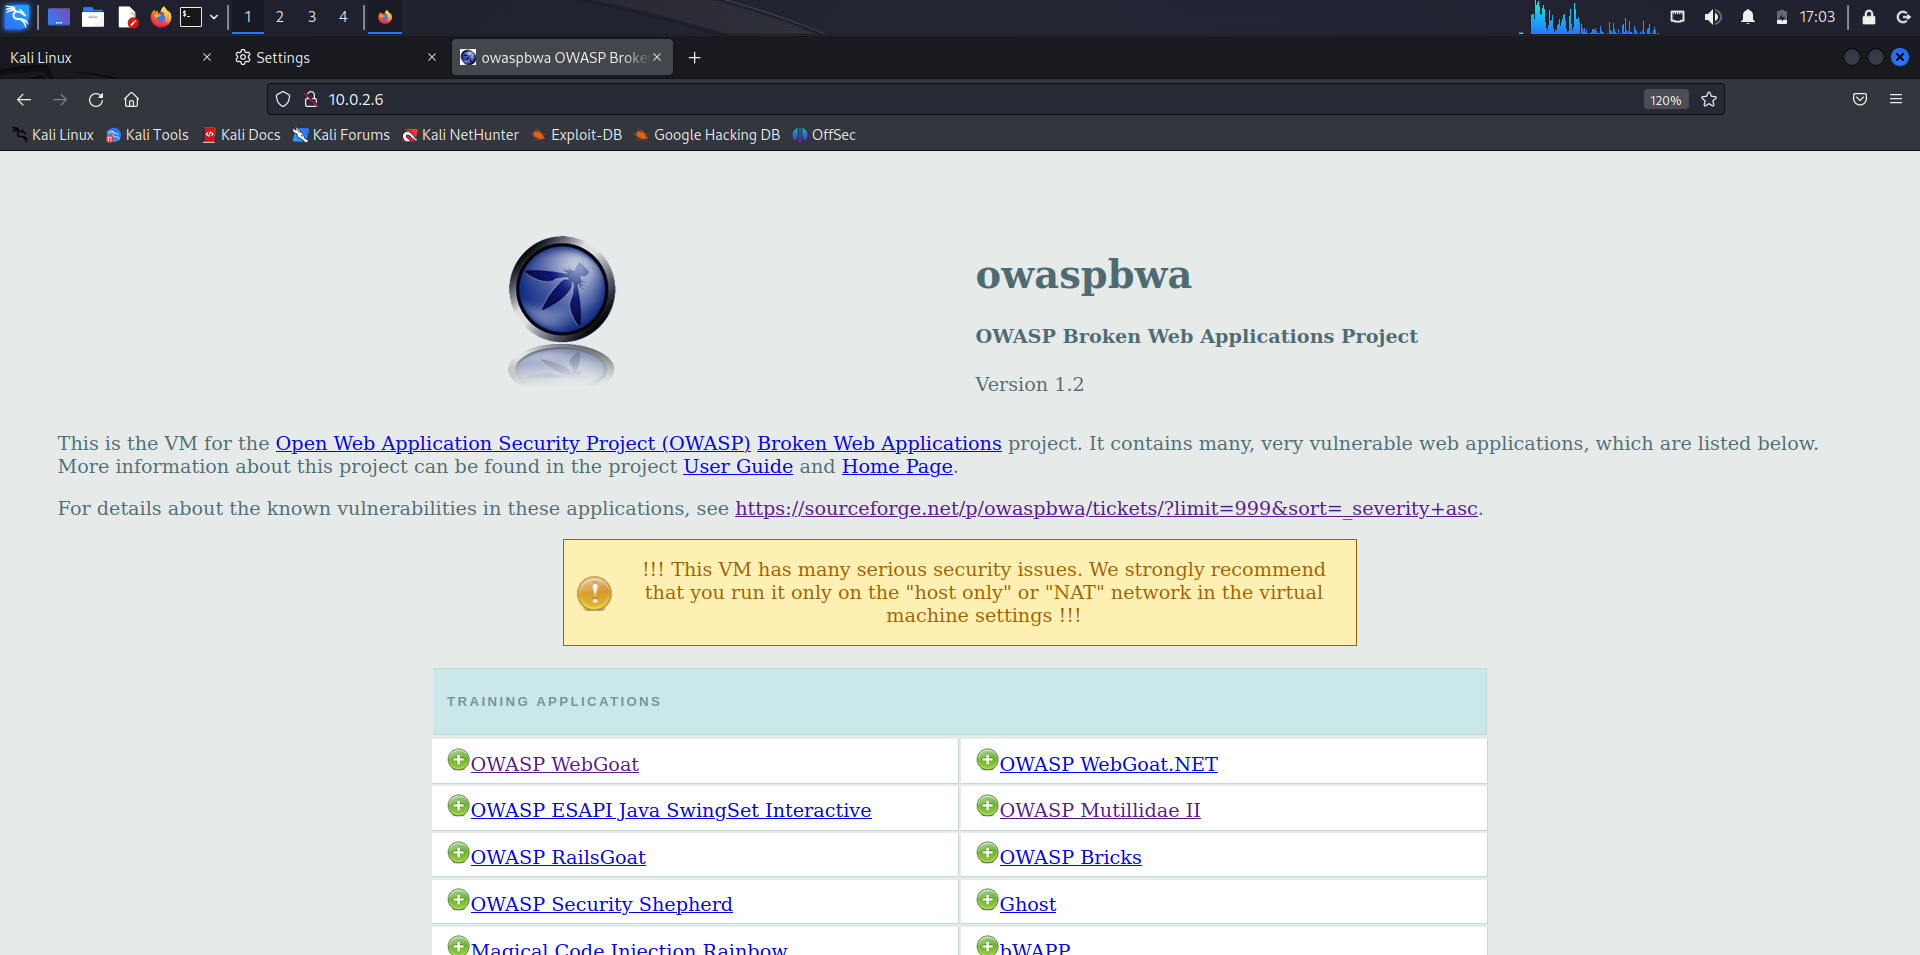 1 2 3 4 17:03
Kali Linux Settings owaspbwa OWASP Broke
10.0.2.6 120%
Kali Linux Kali Tools Kali Docs Kali Forums Kali NetHunter Exploit-DB Google Hacking DB OffSec
owaspbwa
OWASP Broken Web Applications Project
Version 1.2
This is the VM for the Open Web Application Security Project (OWASP) Broken Web Applications project. It contains many, very vulnerable web applications, which are listed below.
More information about this project can be found in the project User Guide and Home Page.
For details about the known vulnerabilities in these applications, see https://sourceforge.net/p/owaspbwa/tickets/?limit=999&sort=_severity+asc.
!!! This VM has many serious security issues. We strongly recommend
that you run it only on the "host only" or "NAT" network in the virtual
machine settings !!!
TRAINING APPLICATIONS
OWASP WebGoat OWASP WebGoat.NET
OWASP ESAPI Java SwingSet Interactive OWASP Mutillidae II
OWASP RailsGoat OWASP Bricks
OWASP Security Shepherd Ghost
Magical Code Injection Rainbow bWAPP